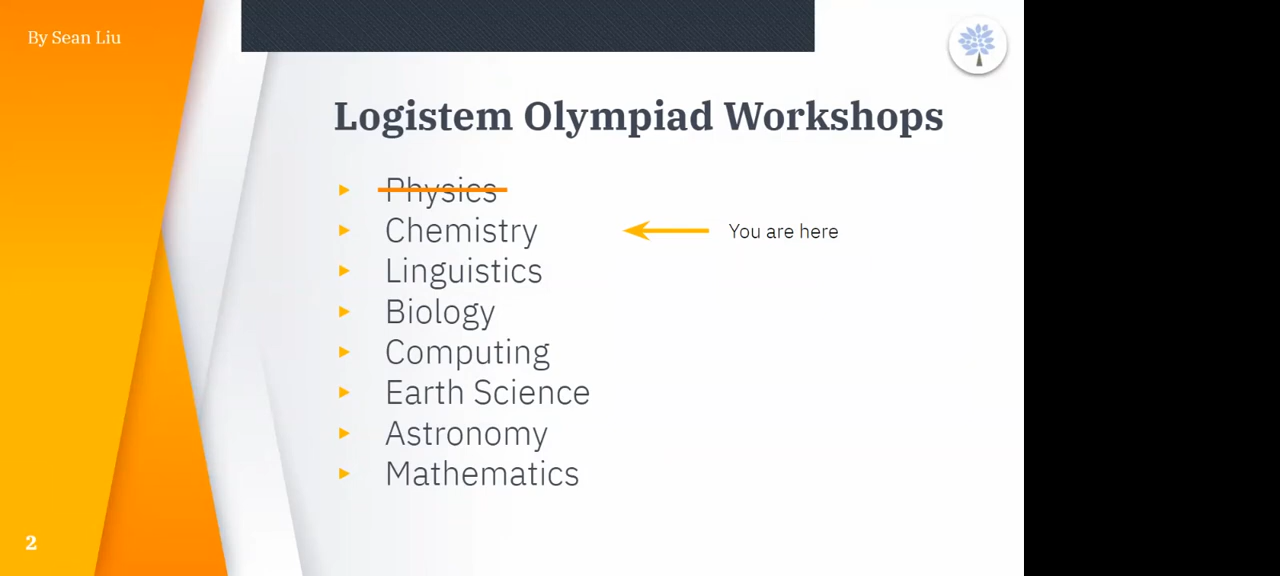 By Sean Liu
Logistem Olympiad Workshops
Physics
Chemistry
You are here
Linguistics
Biology
Computing
Earth Science
Astronomy
Mathematics
2